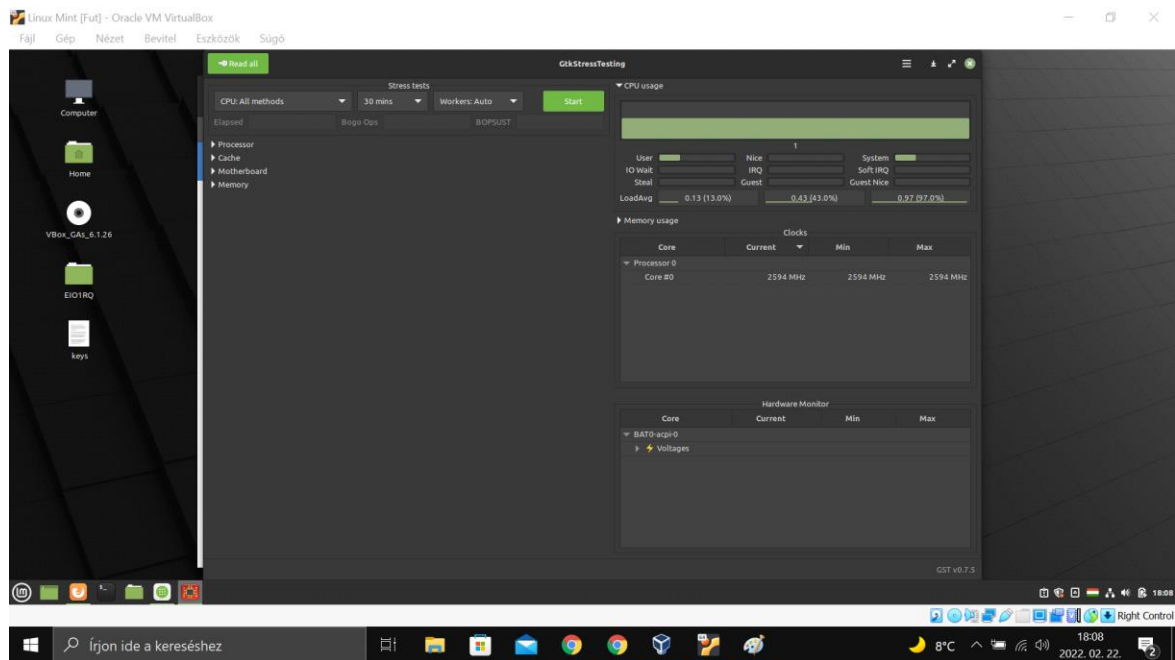 Linux Mint [Fut] - Oracle VM VirtualBox
Fájl Gép Nézet Bevitel Eszközök Súgó
Read all
GtkStressTesting
Computer
Home
VBox_GAs_6.1.26
EIO1RQ
keys
Stress tests
CPU: All methods 30 mins Workers: Auto Start
Elapsed Bogo Ops BOPSUST
Processor
Cache
Motherboard
Memory
CPU usage
1
User Nice System
IO Wait IRQ Soft IRQ
Steal Guest Guest Nice
LoadAvg 0.13 (13.0%) 0.43 (43.0%) 0.97 (97.0%)
Memory usage
Clocks
Core Current Min Max
Processor 0
Core #0 2594 MHz 2594 MHz 2594 MHz
Hardware Monitor
Core Current Min Max
BAT0-acpi-0
Voltages
GST v0.7.5
18:08
Right Control
Írjon ide a kereséshez
8°C
18:08
2022. 02. 22.
2